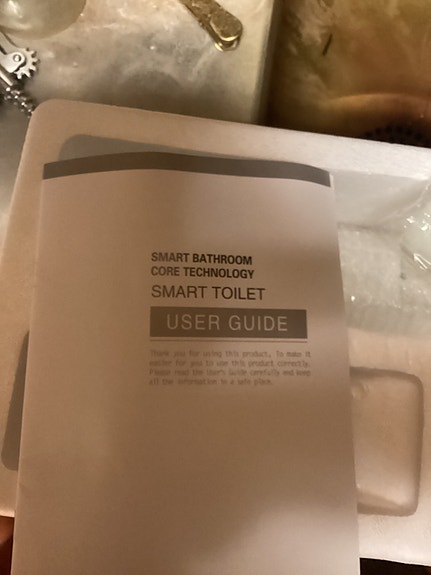 SMART BATHROOM
CORE TECHNOLOGY
SMART TOILET
USER GUIDE
Thank you for using this product. To make it
easier for you to use this product correctly.
Please read the Users Guide carefully and keep
all the information in a safe place.